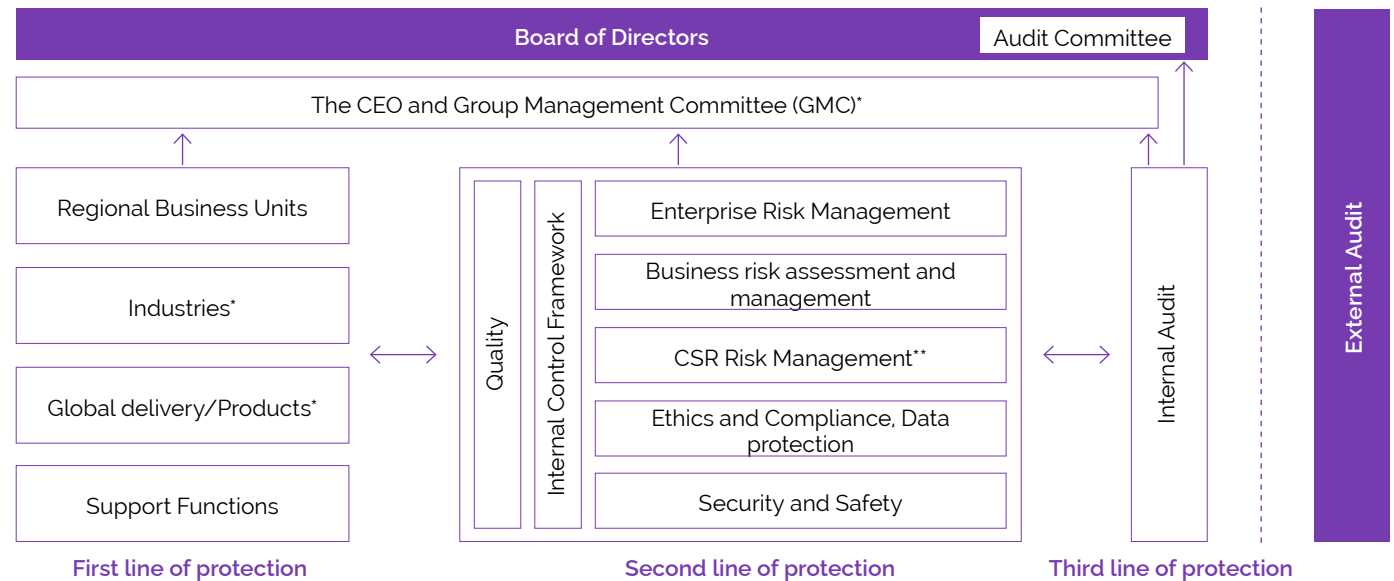 Board of Directors
Audit Committee
The CEO and Group Management Committee (GMC)*
Regional Business Units
Industries*
Global delivery/Products*
Support Functions
Quality
Internal Control Framework
Enterprise Risk Management
Business risk assessment and
management
CSR Risk Management**
Ethics and Compliance, Data
protection
Security and Safety
Internal Audit
External Audit
First line of protection
Second line of protection
Third line of protection